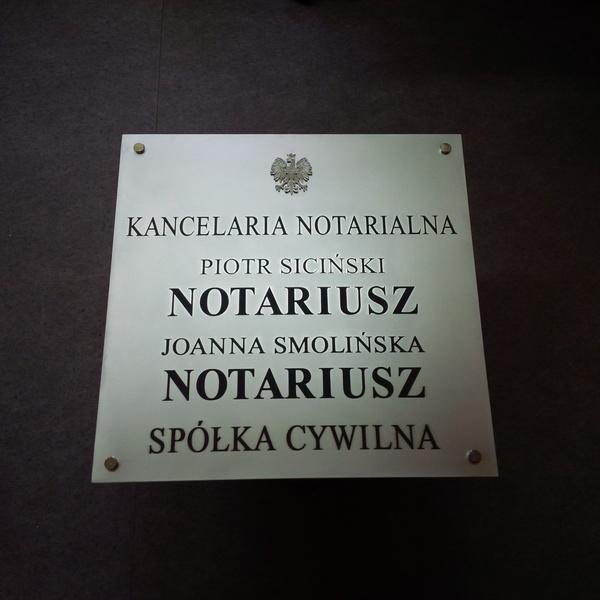 KANCELARIA NOTARIALNA
PIOTR SICIŃSKI
NOTARIUSZ
JOANNA SMOLIŃSKA
NOTARIUSZ
SPÓŁKA CYWILNA